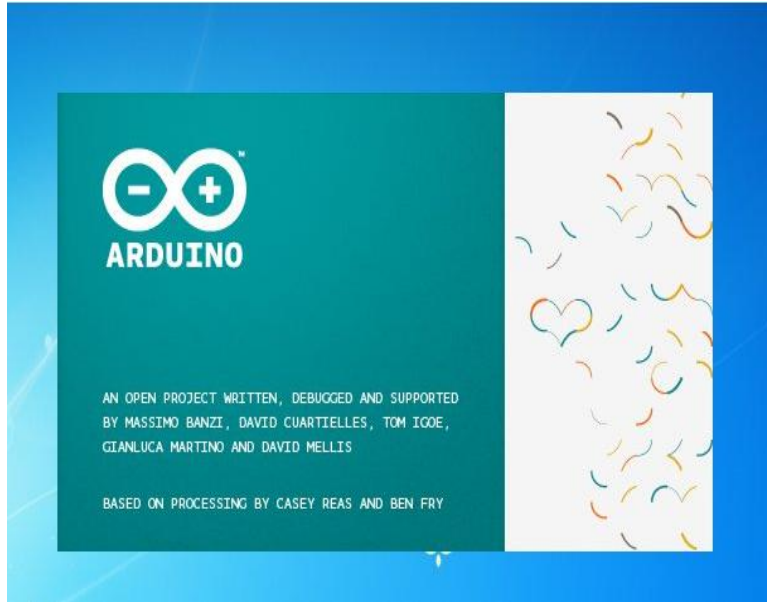 ARDUINO
AN OPEN PROJECT WRITTEN, DEBUGGED AND SUPPORTED
BY MASSIMO BANZI, DAVID CUARTIELLES, TOM IGOE,
GIANLUCA MARTINO AND DAVID MELLIS
BASED ON PROCESSING BY CASEY REAS AND BEN FRY